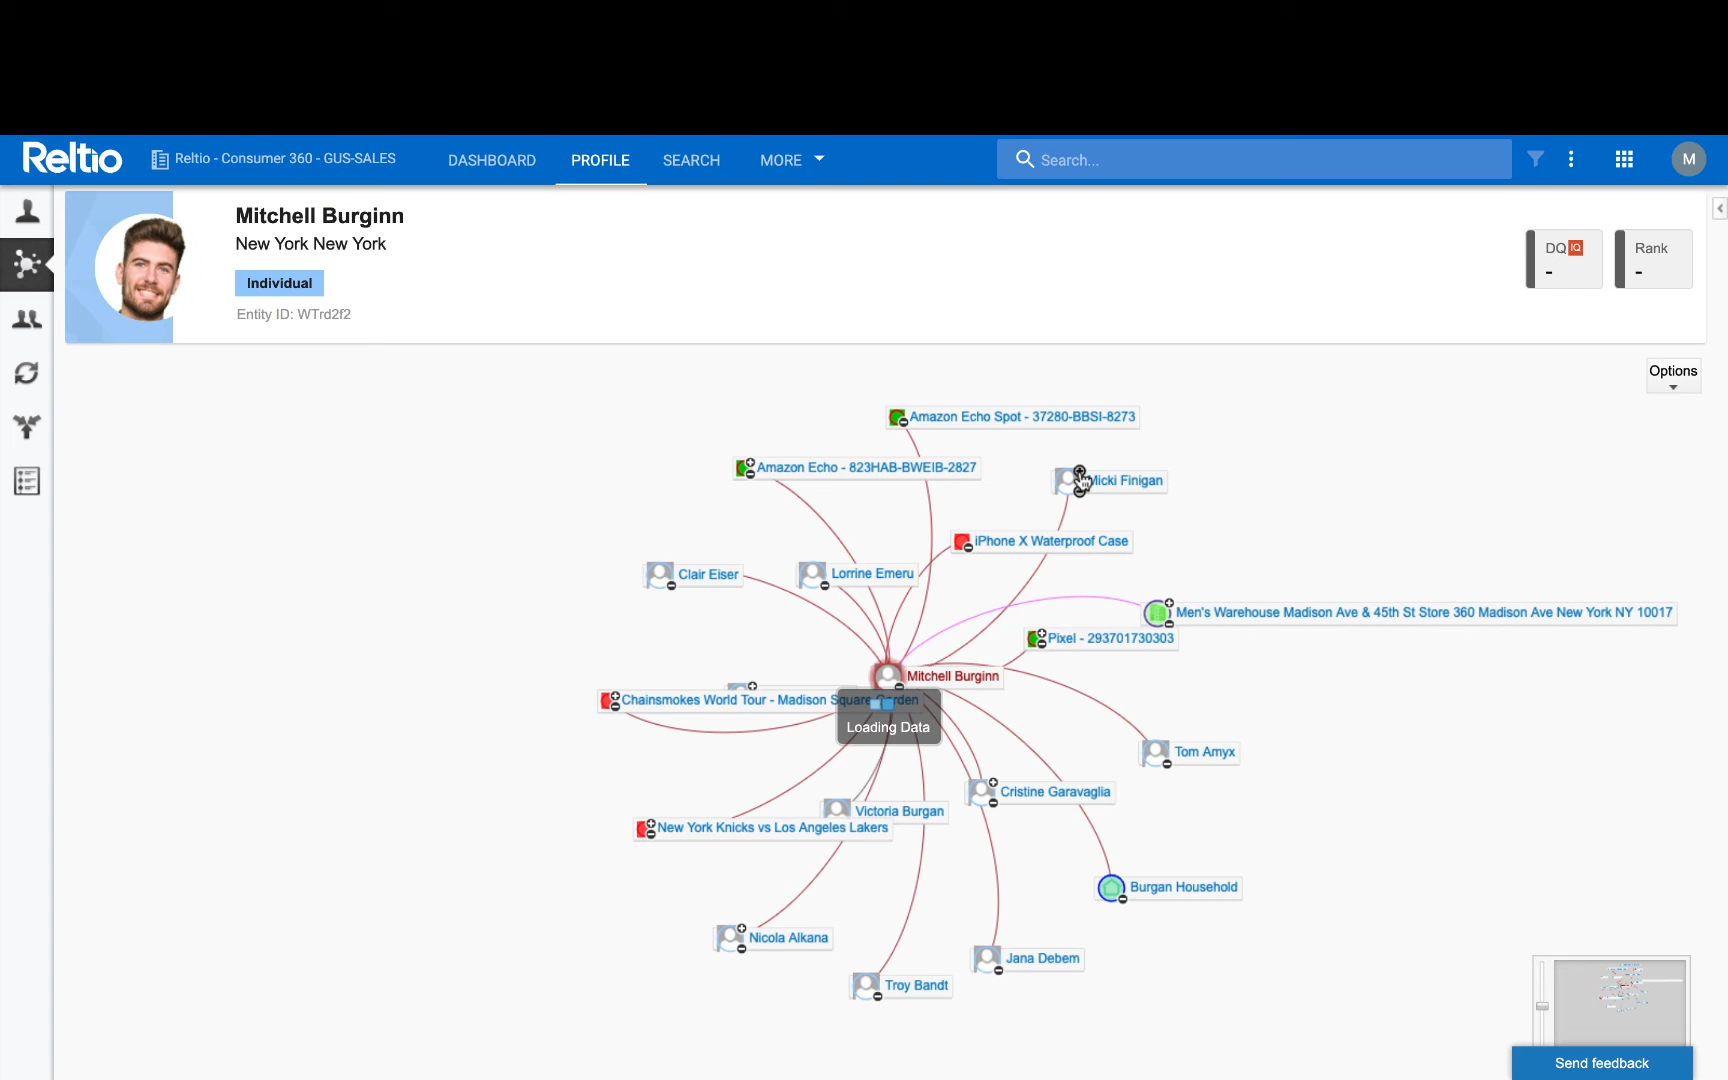 Reltio
Reltio - Consumer 360 - GUS-SALES
DASHBOARD
PROFILE
SEARCH
MORE
Search...
M
Mitchell Burginn
New York New York
Individual
Entity ID: WTrd2f2
DQ IQ
-
Rank
-
Options
Amazon Echo Spot - 37280-BBSI-8273
Amazon Echo - 823HAB-BWEIB-2827
Micki Finigan
iPhone X Waterproof Case
Clair Eiser
Lorrine Emeru
Men's Warehouse Madison Ave & 45th St Store 360 Madison Ave New York NY 10017
Pixel - 293701730303
Mitchell Burginn
Chainsmokes World Tour - Madison Square Garden
Loading Data
Tom Amyx
Cristine Garavaglia
Victoria Burgan
New York Knicks vs Los Angeles Lakers
Burgan Household
Nicola Alkana
Jana Debem
Troy Bandt
Send feedback